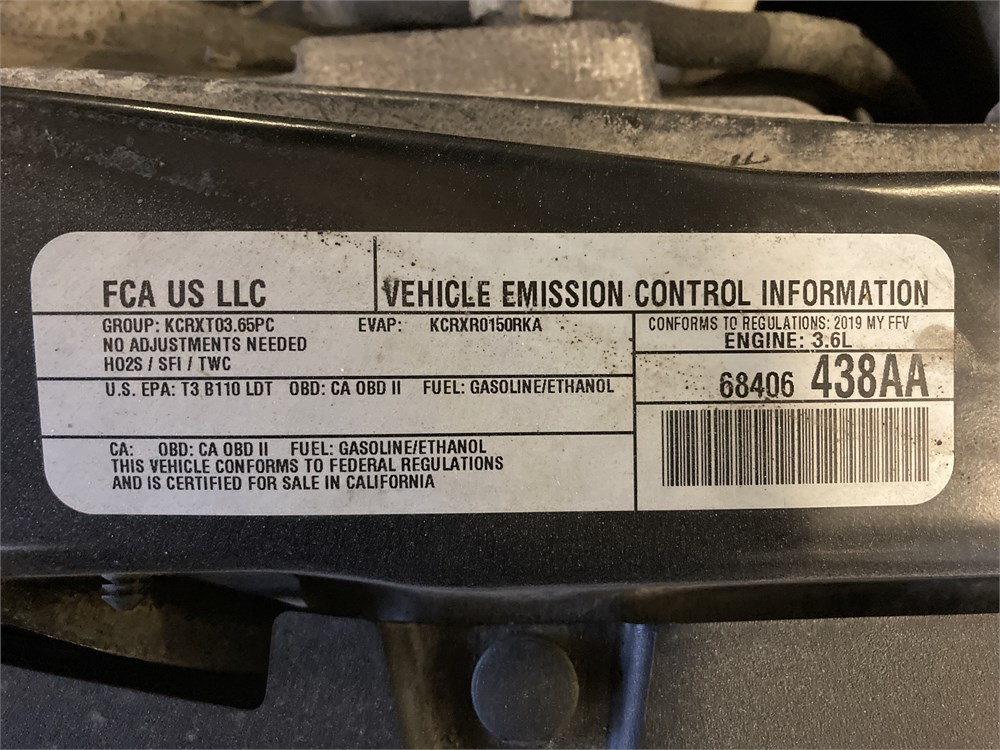 FCA US LLC
VEHICLE EMISSION CONTROL INFORMATION
GROUP: KCRXT03.65PC EVAP: KCRXR0150RKA
NO ADJUSTMENTS NEEDED
HO2S / SFI / TWC
CONFORMS TO REGULATIONS: 2019 MY FFV
ENGINE: 3.6L
68406 438AA
U.S. EPA: T3 B110 LDT OBD: CA OBD II FUEL: GASOLINE/ETHANOL
CA: OBD: CA OBD II FUEL: GASOLINE/ETHANOL
THIS VEHICLE CONFORMS TO FEDERAL REGULATIONS
AND IS CERTIFIED FOR SALE IN CALIFORNIA